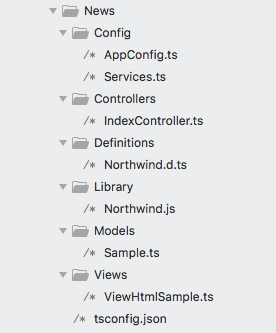 News
Config
/* AppConfig.ts
/* Services.ts
Controllers
/* IndexController.ts
Definitions
/* Northwind.d.ts
Library
/* Northwind.js
Models
/* Sample.ts
Views
/* ViewHtmlSample.ts
/* tsconfig.json